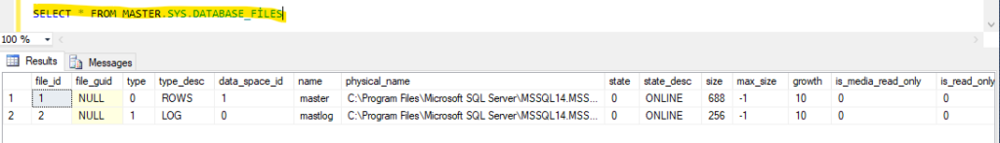 SELECT * FROM MASTER.SYS.DATABASE_FİLES
100 %
Results Messages
file_id file_guid type type_desc data_space_id name physical_name state state_desc size max_size growth is_media_read_only is_read_only
1 1 NULL 0 ROWS 1 master C:\Program Files\Microsoft SQL Server\MSSQL14.MSS... 0 ONLINE 688 -1 10 0 0
2 2 NULL 1 LOG 0 mastlog C:\Program Files\Microsoft SQL Server\MSSQL14.MSS... 0 ONLINE 256 -1 10 0 0